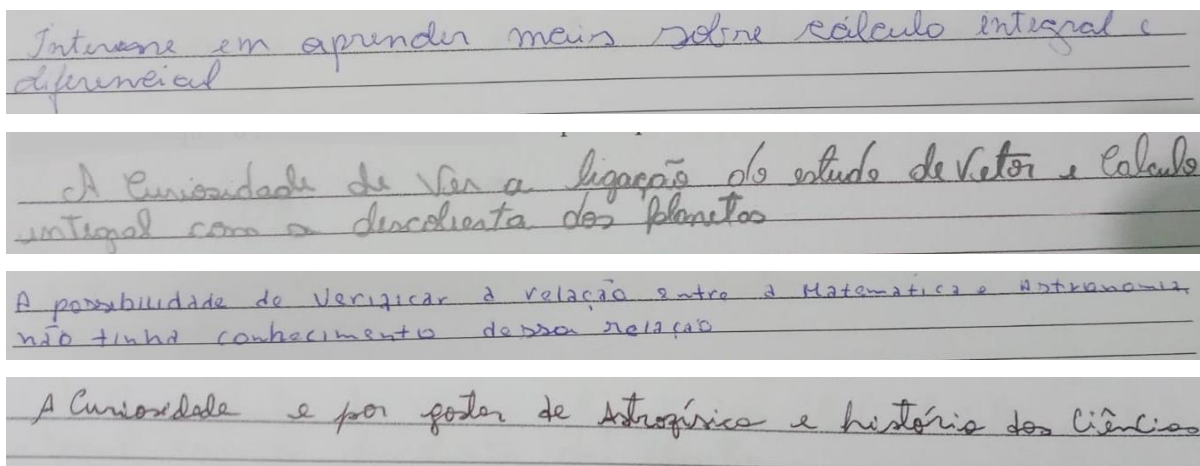 Interesse em aprender mais sobre cálculo integral e
diferencial
A Curiosidade de Ver a ligação do estudo de Vetor e Calculo
integral com a descoberta dos planetas
A possibilidade de Verificar a relação entre a Matemática e Astronomia,
não tinha conhecimento dessa relação
A Curiosidade e por gostar de Astrofísica e história das Ciências